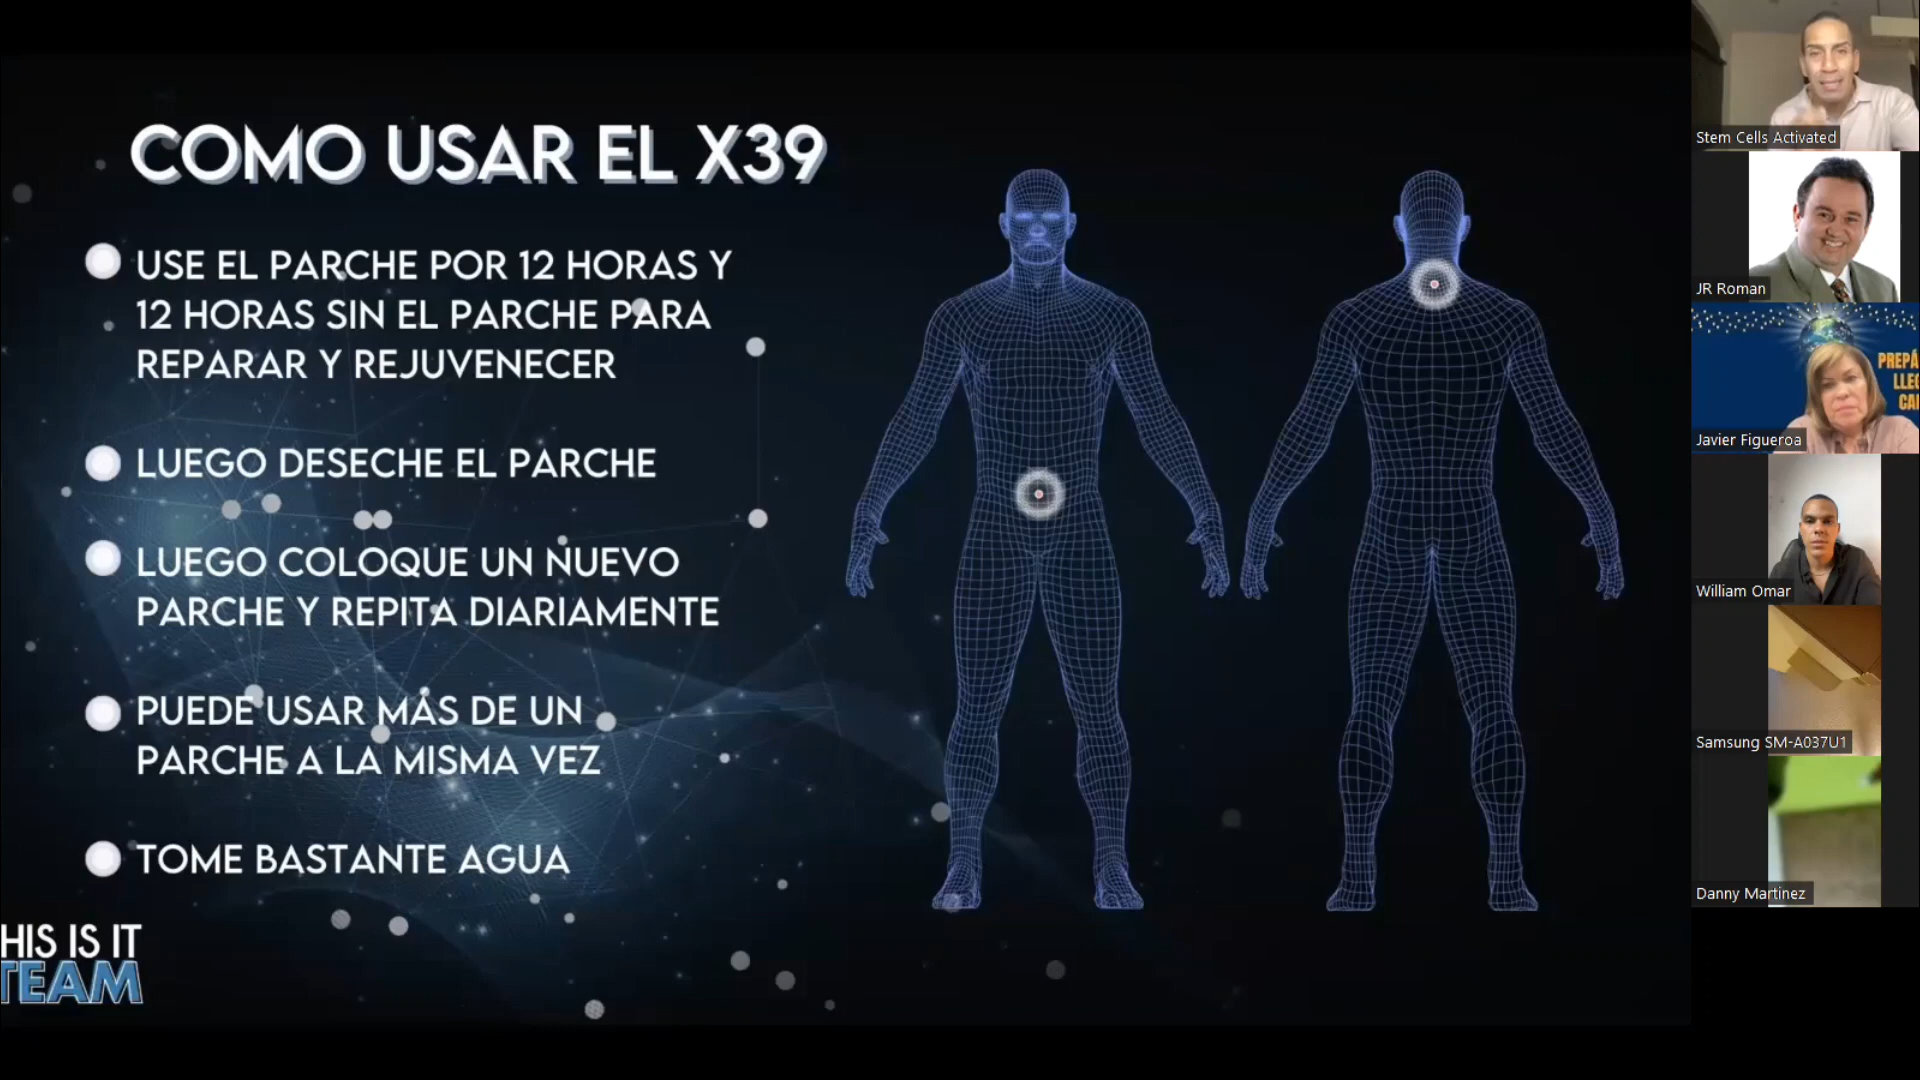 COMO USAR EL X39
USE EL PARCHE POR 12 HORAS Y
12 HORAS SIN EL PARCHE PARA
REPARAR Y REJUVENECER
LUEGO DESECHE EL PARCHE
LUEGO COLOQUE UN NUEVO
PARCHE Y REPITA DIARIAMENTE
PUEDE USAR MÁS DE UN
PARCHE A LA MISMA VEZ
TOME BASTANTE AGUA
HIS IS IT
TEAM
Stem Cells Activated
JR Roman
PREPÁ
LLEG
CAM
Javier Figueroa
William Omar
Samsung SM-A037U1
Danny Martinez